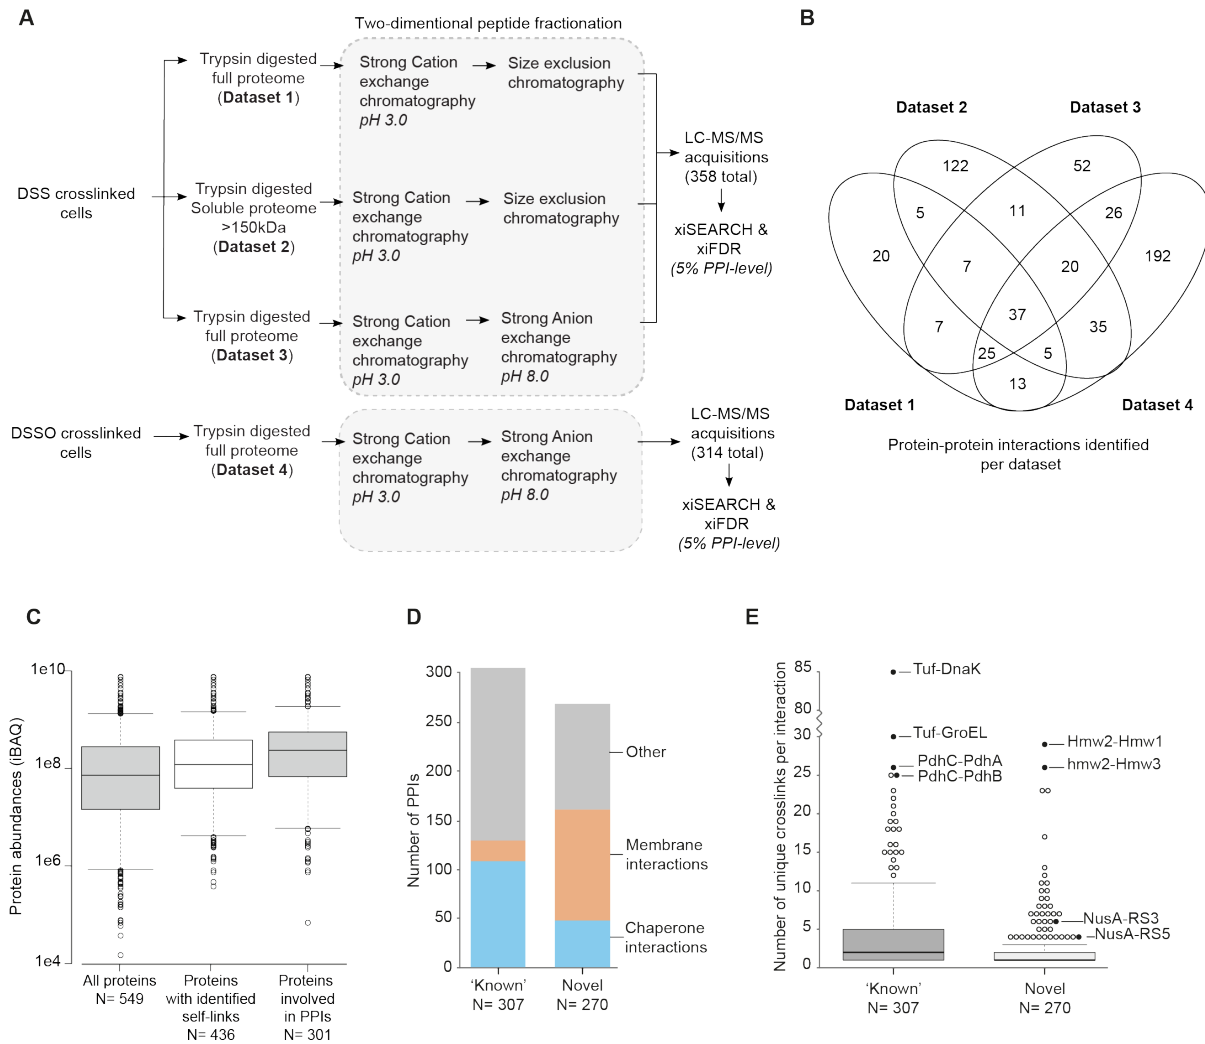 A
Two-dimentional peptide fractionation
DSS crosslinked
cells
Trypsin digested
full proteome
(Dataset 1)
Strong Cation
exchange
chromatography
pH 3.0
Size exclusion
chromatography
Trypsin digested
Soluble proteome
>150kDa
(Dataset 2)
Strong Cation
exchange
chromatography
pH 3.0
Size exclusion
chromatography
Trypsin digested
full proteome
(Dataset 3)
Strong Cation
exchange
chromatography
pH 3.0
Strong Anion
exchange
chromatography
pH 8.0
LC-MS/MS
acquisitions
(358 total)
xiSEARCH &
xiFDR
(5% PPI-level)
DSSO crosslinked
cells
Trypsin digested
full proteome
(Dataset 4)
Strong Cation
exchange
chromatography
pH 3.0
Strong Anion
exchange
chromatography
pH 8.0
LC-MS/MS
acquisitions
(314 total)
xiSEARCH &
xiFDR
(5% PPI-level)
B
Dataset 2
Dataset 3
122
52
5
11
26
20
7
20
192
7
37
35
25
5
13
Dataset 1
Dataset 4
Protein-protein interactions identified
per dataset
C
Protein abundances (iBAQ)
1e10
1e8
1e6
1e4
All proteins
N= 549
Proteins
with identified
self-links
N= 436
Proteins
involved
in PPIs
N= 301
D
Number of PPIs
300
250
200
150
100
50
0
Other
Membrane
interactions
Chaperone
interactions
‘Known’
N= 307
Novel
N= 270
E
Number of unique crosslinks per interaction
85
80
30
25
20
15
10
5
0
Tuf-DnaK
Tuf-GroEL
PdhC-PdhA
PdhC-PdhB
Hmw2-Hmw1
hmw2-Hmw3
NusA-RS3
NusA-RS5
‘Known’
N= 307
Novel
N= 270